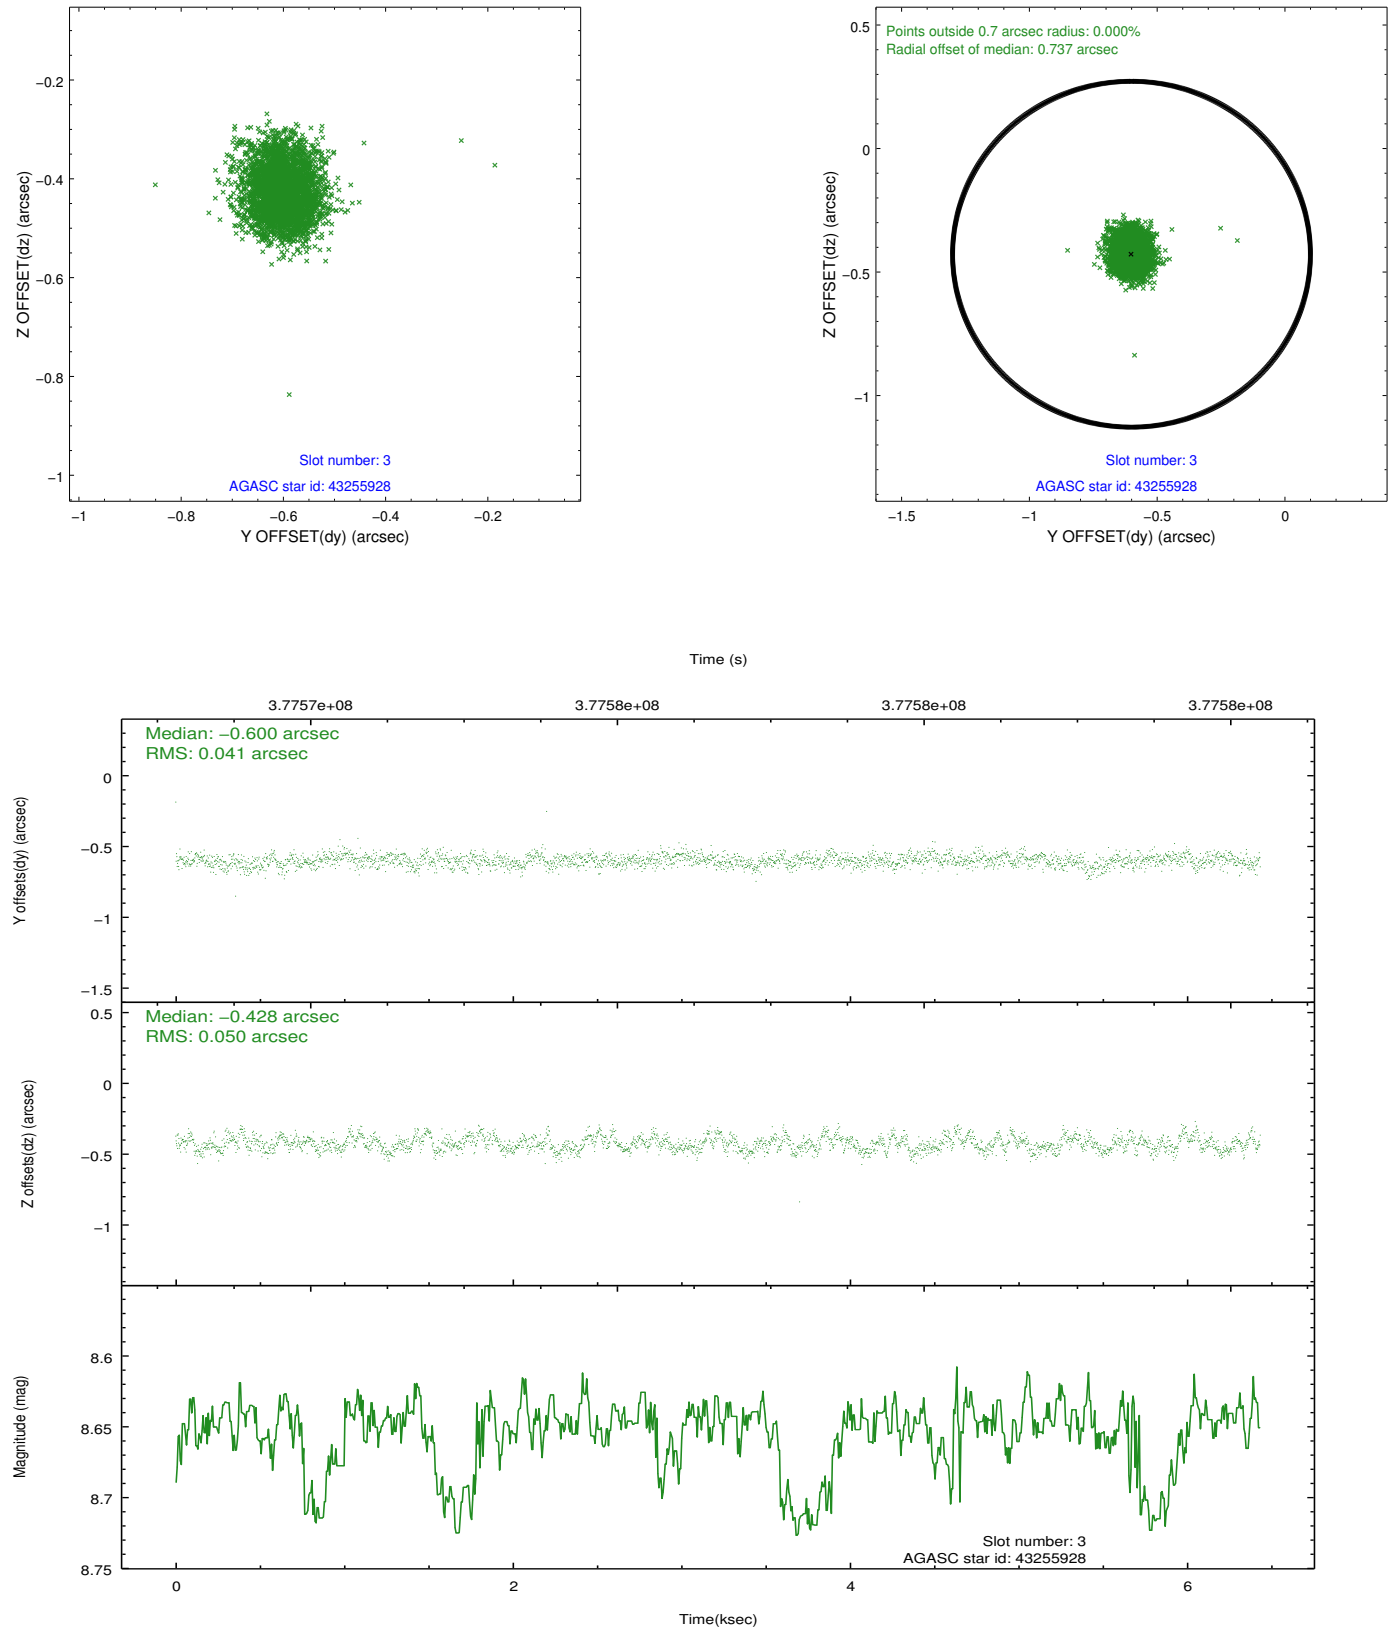 −0.2
−0.4
−0.6
−0.8
−1
−1
−0.8
−0.6
−0.4
−0.2
Z OFFSET(dz) (arcsec)
Y OFFSET(dy) (arcsec)
Slot number: 3
AGASC star id: 43255928
Points outside 0.7 arcsec radius: 0.000%
Radial offset of median: 0.737 arcsec
0.5
0
−0.5
−1
−1.5
−1
−0.5
0
Z OFFSET(dz) (arcsec)
Y OFFSET(dy) (arcsec)
Slot number: 3
AGASC star id: 43255928
Time (s)
3.7757e+08
3.7758e+08
3.7758e+08
3.7758e+08
Median: −0.600 arcsec
RMS: 0.041 arcsec
0
−0.5
−1
−1.5
Y offsets(dy) (arcsec)
Median: −0.428 arcsec
RMS: 0.050 arcsec
0.5
0
−0.5
−1
Z offsets(dz) (arcsec)
8.6
8.65
8.7
8.75
Magnitude (mag)
Slot number: 3
AGASC star id: 43255928
0
2
4
6
Time(ksec)